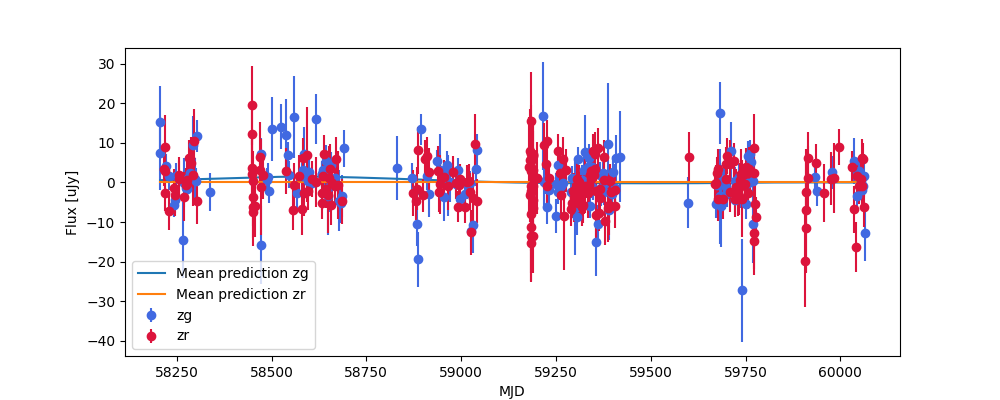 30
20
10
0
−10
−20
−30
−40
Flux [uJy]
Mean prediction zg
Mean prediction zr
zg
zr
58250 58500 58750 59000 59250 59500 59750 60000
MJD